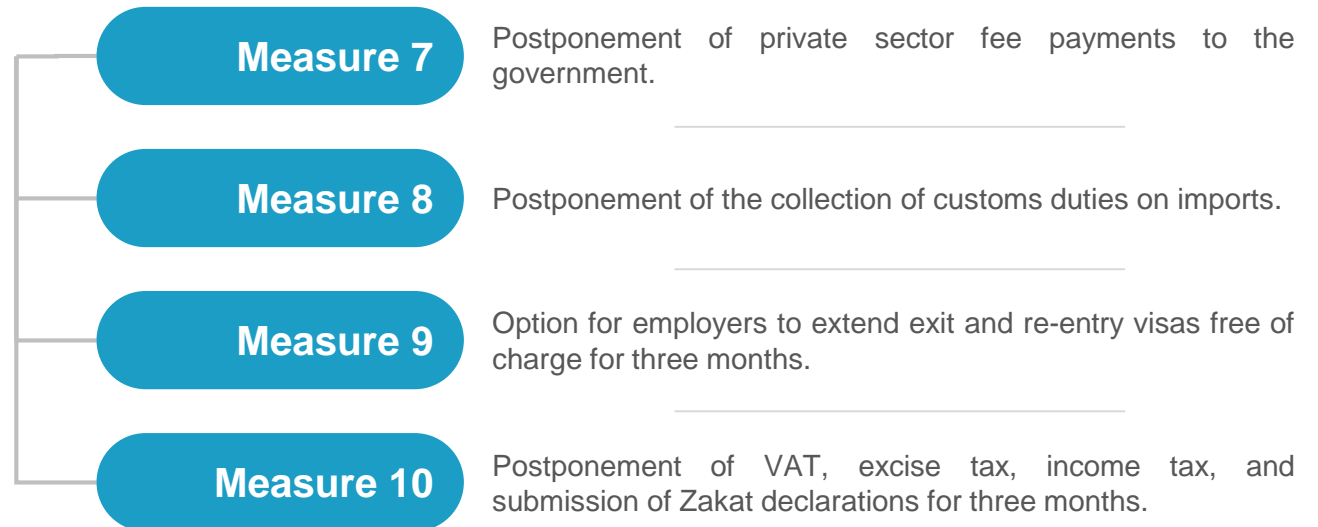 Measure 7
Postponement of private sector fee payments to the
government.
Measure 8
Postponement of the collection of customs duties on imports.
Measure 9
Option for employers to extend exit and re-entry visas free of
charge for three months.
Measure 10
Postponement of VAT, excise tax, income tax, and
submission of Zakat declarations for three months.